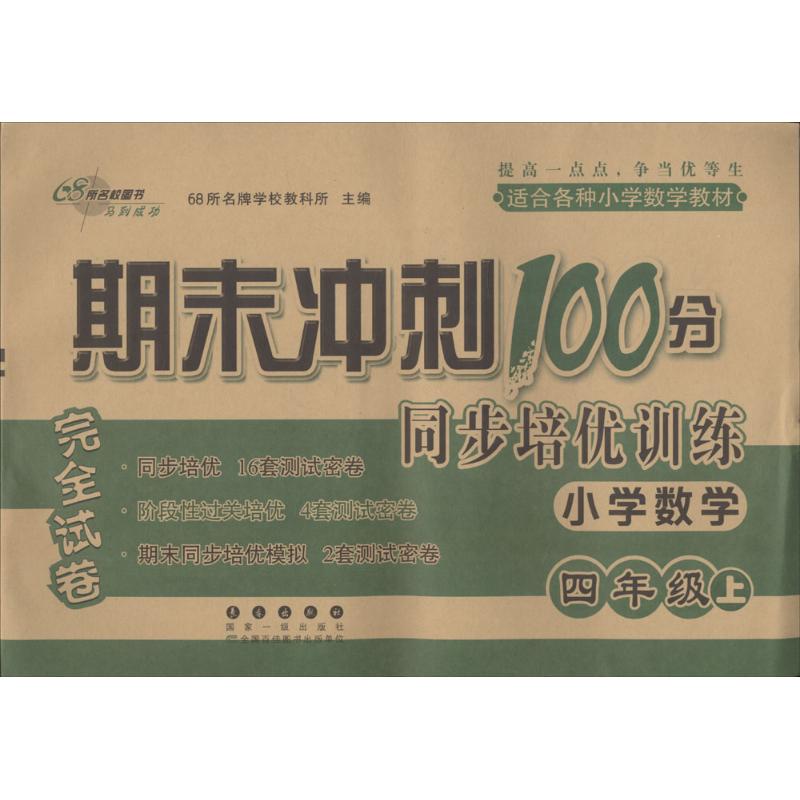 68所名校图书
马到成功
68所名牌学校教科所 主编
提高一点点，争当优等生
适合各种小学数学教材
期末冲刺100分
同步培优训练
小学数学
四年级上
完全试卷
·同步培优 16套测试密卷
·阶段性过关培优 4套测试密卷
·期末同步培优模拟 2套测试密卷
长春出版社
国家一级出版社
全国百佳图书出版单位